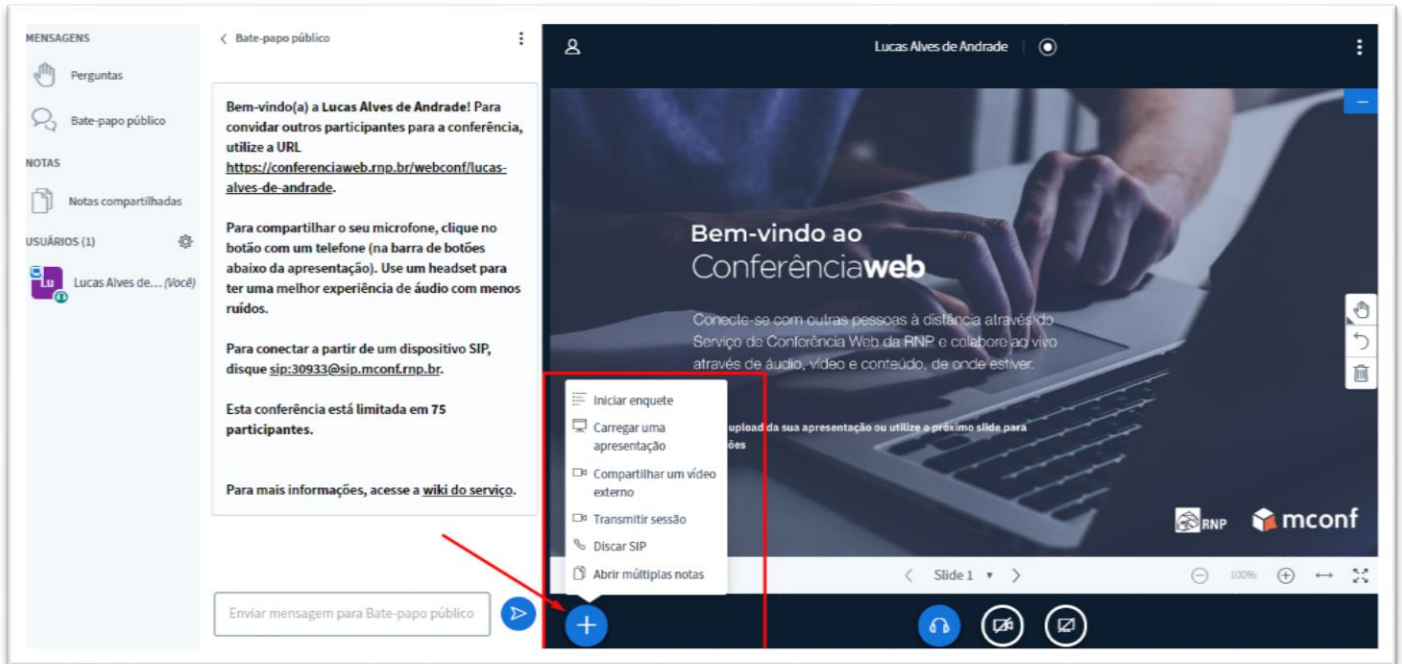 MENSAGENS
Perguntas
Bate-papo público
NOTAS
Notas compartilhadas
USUÁRIOS (1)
Lu
Lucas Alves de... (Você)
Bate-papo público
Bem-vindo(a) a Lucas Alves de Andrade! Para
convidar outros participantes para a conferência,
utilize a URL
https://conferenciaweb.rnp.br/webconf/lucas-
alves-de-andrade.
Para compartilhar o seu microfone, clique no
botão com um telefone (na barra de botões
abaixo da apresentação). Use um headset para
ter uma melhor experiência de áudio com menos
ruídos.
Para conectar a partir de um dispositivo SIP,
disque sip:30933@sip.mconf.rnp.br.
Esta conferência está limitada em 75
participantes.
Para mais informações, acesse a wiki do serviço.
Enviar mensagem para Bate-papo público
Lucas Alves de Andrade
Bem-vindo ao
Conferênciaweb
Conecte-se com outras pessoas à distância através do
Serviço de Conferência Web da RNP e colabore ao vivo
através de áudio, vídeo e conteúdo, de onde estiver.
upload da sua apresentação ou utilize o próximo slide para
ões
Iniciar enquete
Carregar uma
apresentação
Compartilhar um vídeo
externo
Transmitir sessão
Discar SIP
Abrir múltiplas notas
RNP
mconf
Slide 1
100%